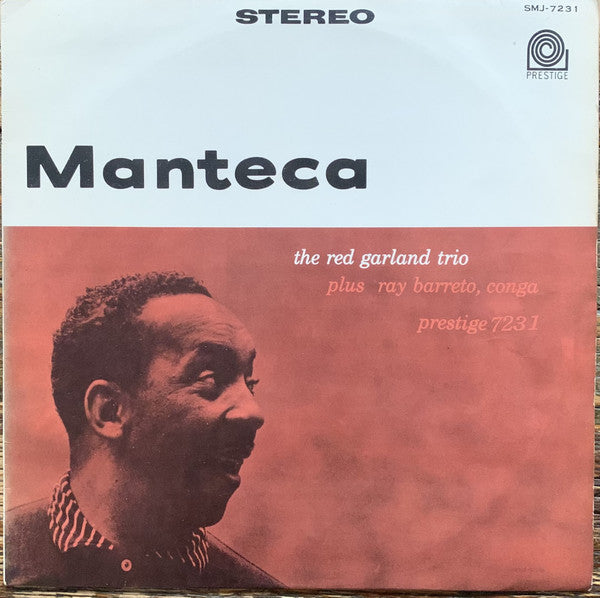 STEREO
SMJ-7231
PRESTIGE
Manteca
the red garland trio
plus ray barreto, conga
prestige 7231